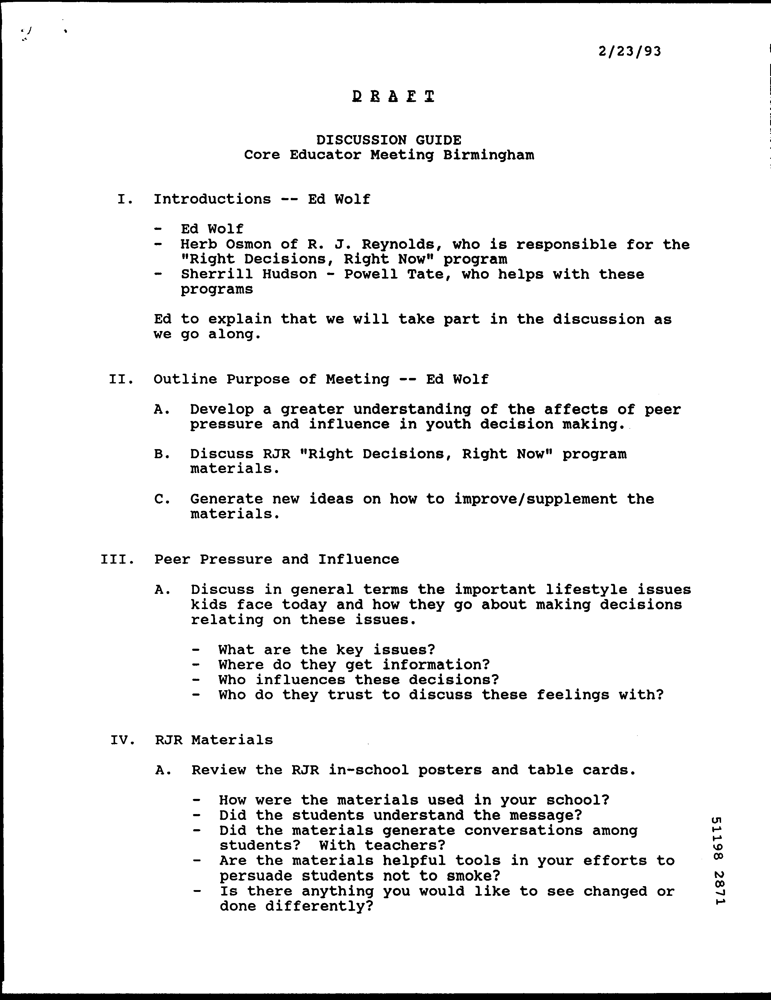 2/23/93
DRAFT
DISCUSSION GUIDE
Core Educator Meeting Birmingham
I. Introductions -- Ed Wolf
- Ed Wolf
- Herb Osmon of R. J. Reynolds, who is responsible for the
"Right Decisions, Right Now" program
- Sherrill Hudson - Powell Tate, who helps with these
programs
Ed to explain that we will take part in the discussion as
we go along.
II. Outline Purpose of Meeting -- Ed Wolf
A. Develop a greater understanding of the affects of peer
pressure and influence in youth decision making.
B. Discuss RJR "Right Decisions, Right Now" program
materials.
C. Generate new ideas on how to improve/supplement the
materials.
III. Peer Pressure and Influence
A. Discuss in general terms the important lifestyle issues
kids face today and how they go about making decisions
relating on these issues.
- What are the key issues?
- Where do they get information?
- Who influences these decisions?
- Who do they trust to discuss these feelings with?
IV. RJR Materials
A. Review the RJR in-school posters and table cards.
- How were the materials used in your school?
- Did the students understand the message?
- Did the materials generate conversations among
students? With teachers?
- Are the materials helpful tools in your efforts to
persuade students not to smoke?
- Is there anything you would like to see changed or
done differently?
51198 2871